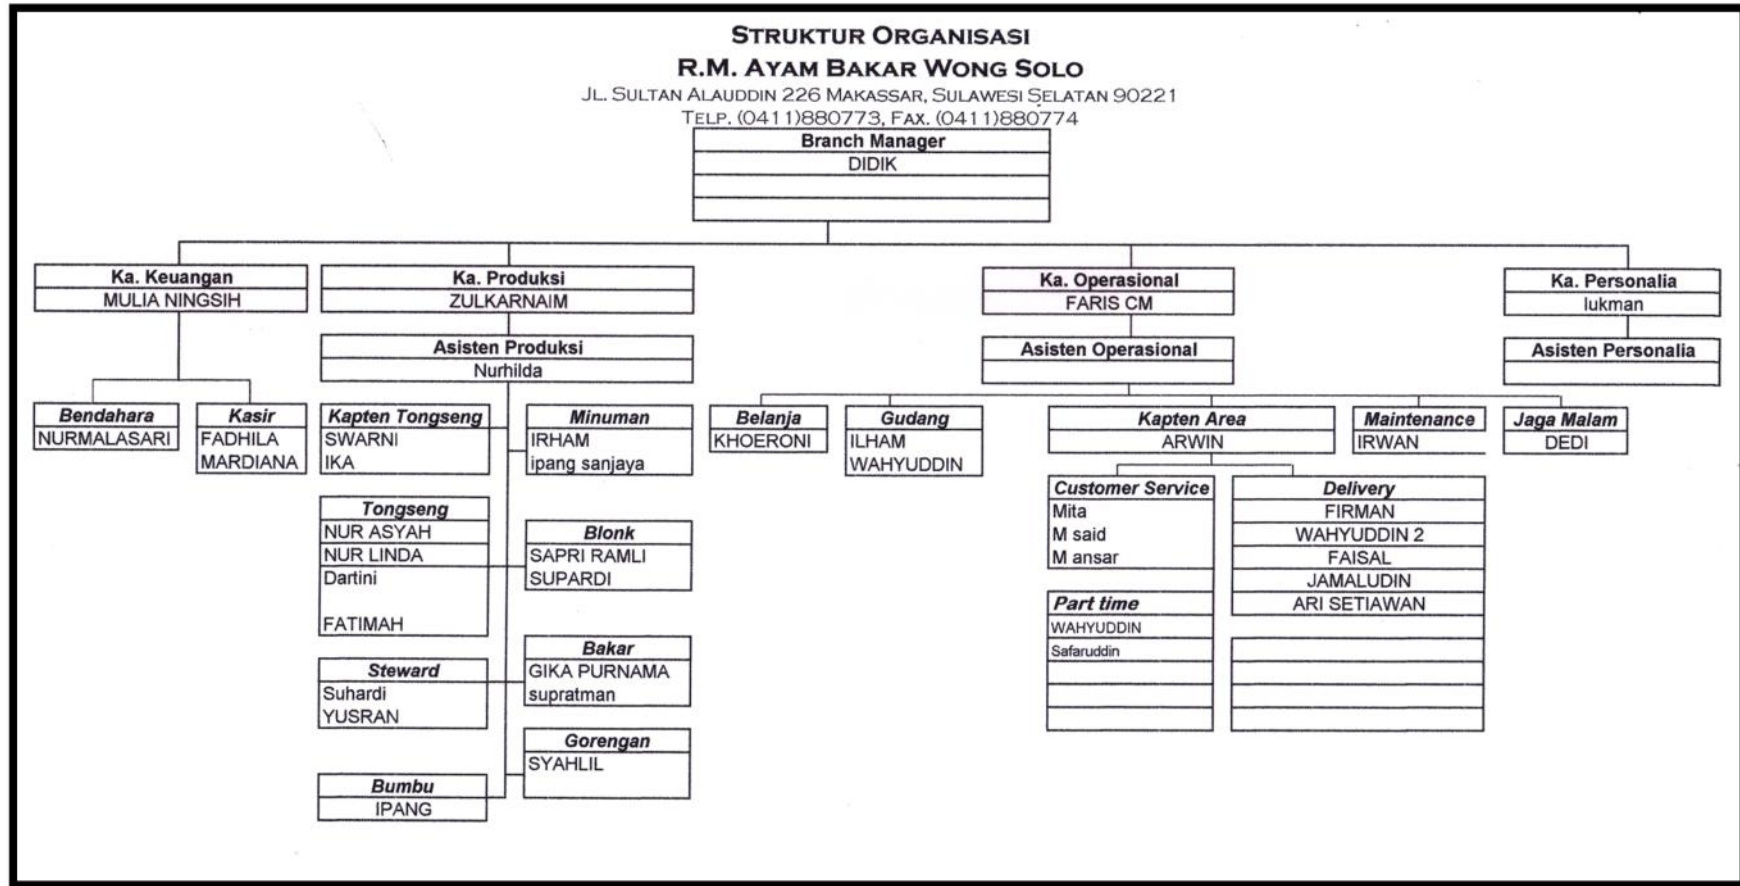 STRUKTUR ORGANISASI
R.M. AYAM BAKAR WONG SOLO
JL. SULTAN ALAUDDIN 226 MAKASSAR, SULAWESI SELATAN 90221
TELP. (0411)880773, FAX. (0411)880774
Branch Manager
DIDIK
Ka. Keuangan
MULIA NINGSIH
Ka. Produksi
ZULKARNAIM
Ka. Operasional
FARIS CM
Ka. Personalia
lukman
Asisten Produksi
Nurhilda
Asisten Operasional
Asisten Personalia
Bendahara
NURMALASARI
Kasir
FADHILA
MARDIANA
Kapten Tongseng
SWARNI
IKA
Minuman
IRHAM
ipang sanjaya
Belanja
KHOERONI
Gudang
ILHAM
WAHYUDDIN
Kapten Area
ARWIN
Maintenance
IRWAN
Jaga Malam
DEDI
Tongseng
NUR ASYAH
NUR LINDA
Dartini
FATIMAH
Blonk
SAPRI RAMLI
SUPARDI
Customer Service
Mita
M said
M ansar
Delivery
FIRMAN
WAHYUDDIN 2
FAISAL
JAMALUDIN
ARI SETIAWAN
Part time
WAHYUDDIN
Safaruddin
Steward
Suhardi
YUSRAN
Bakar
GIKA PURNAMA
supratman
Gorengan
SYAHLIL
Bumbu
IPANG